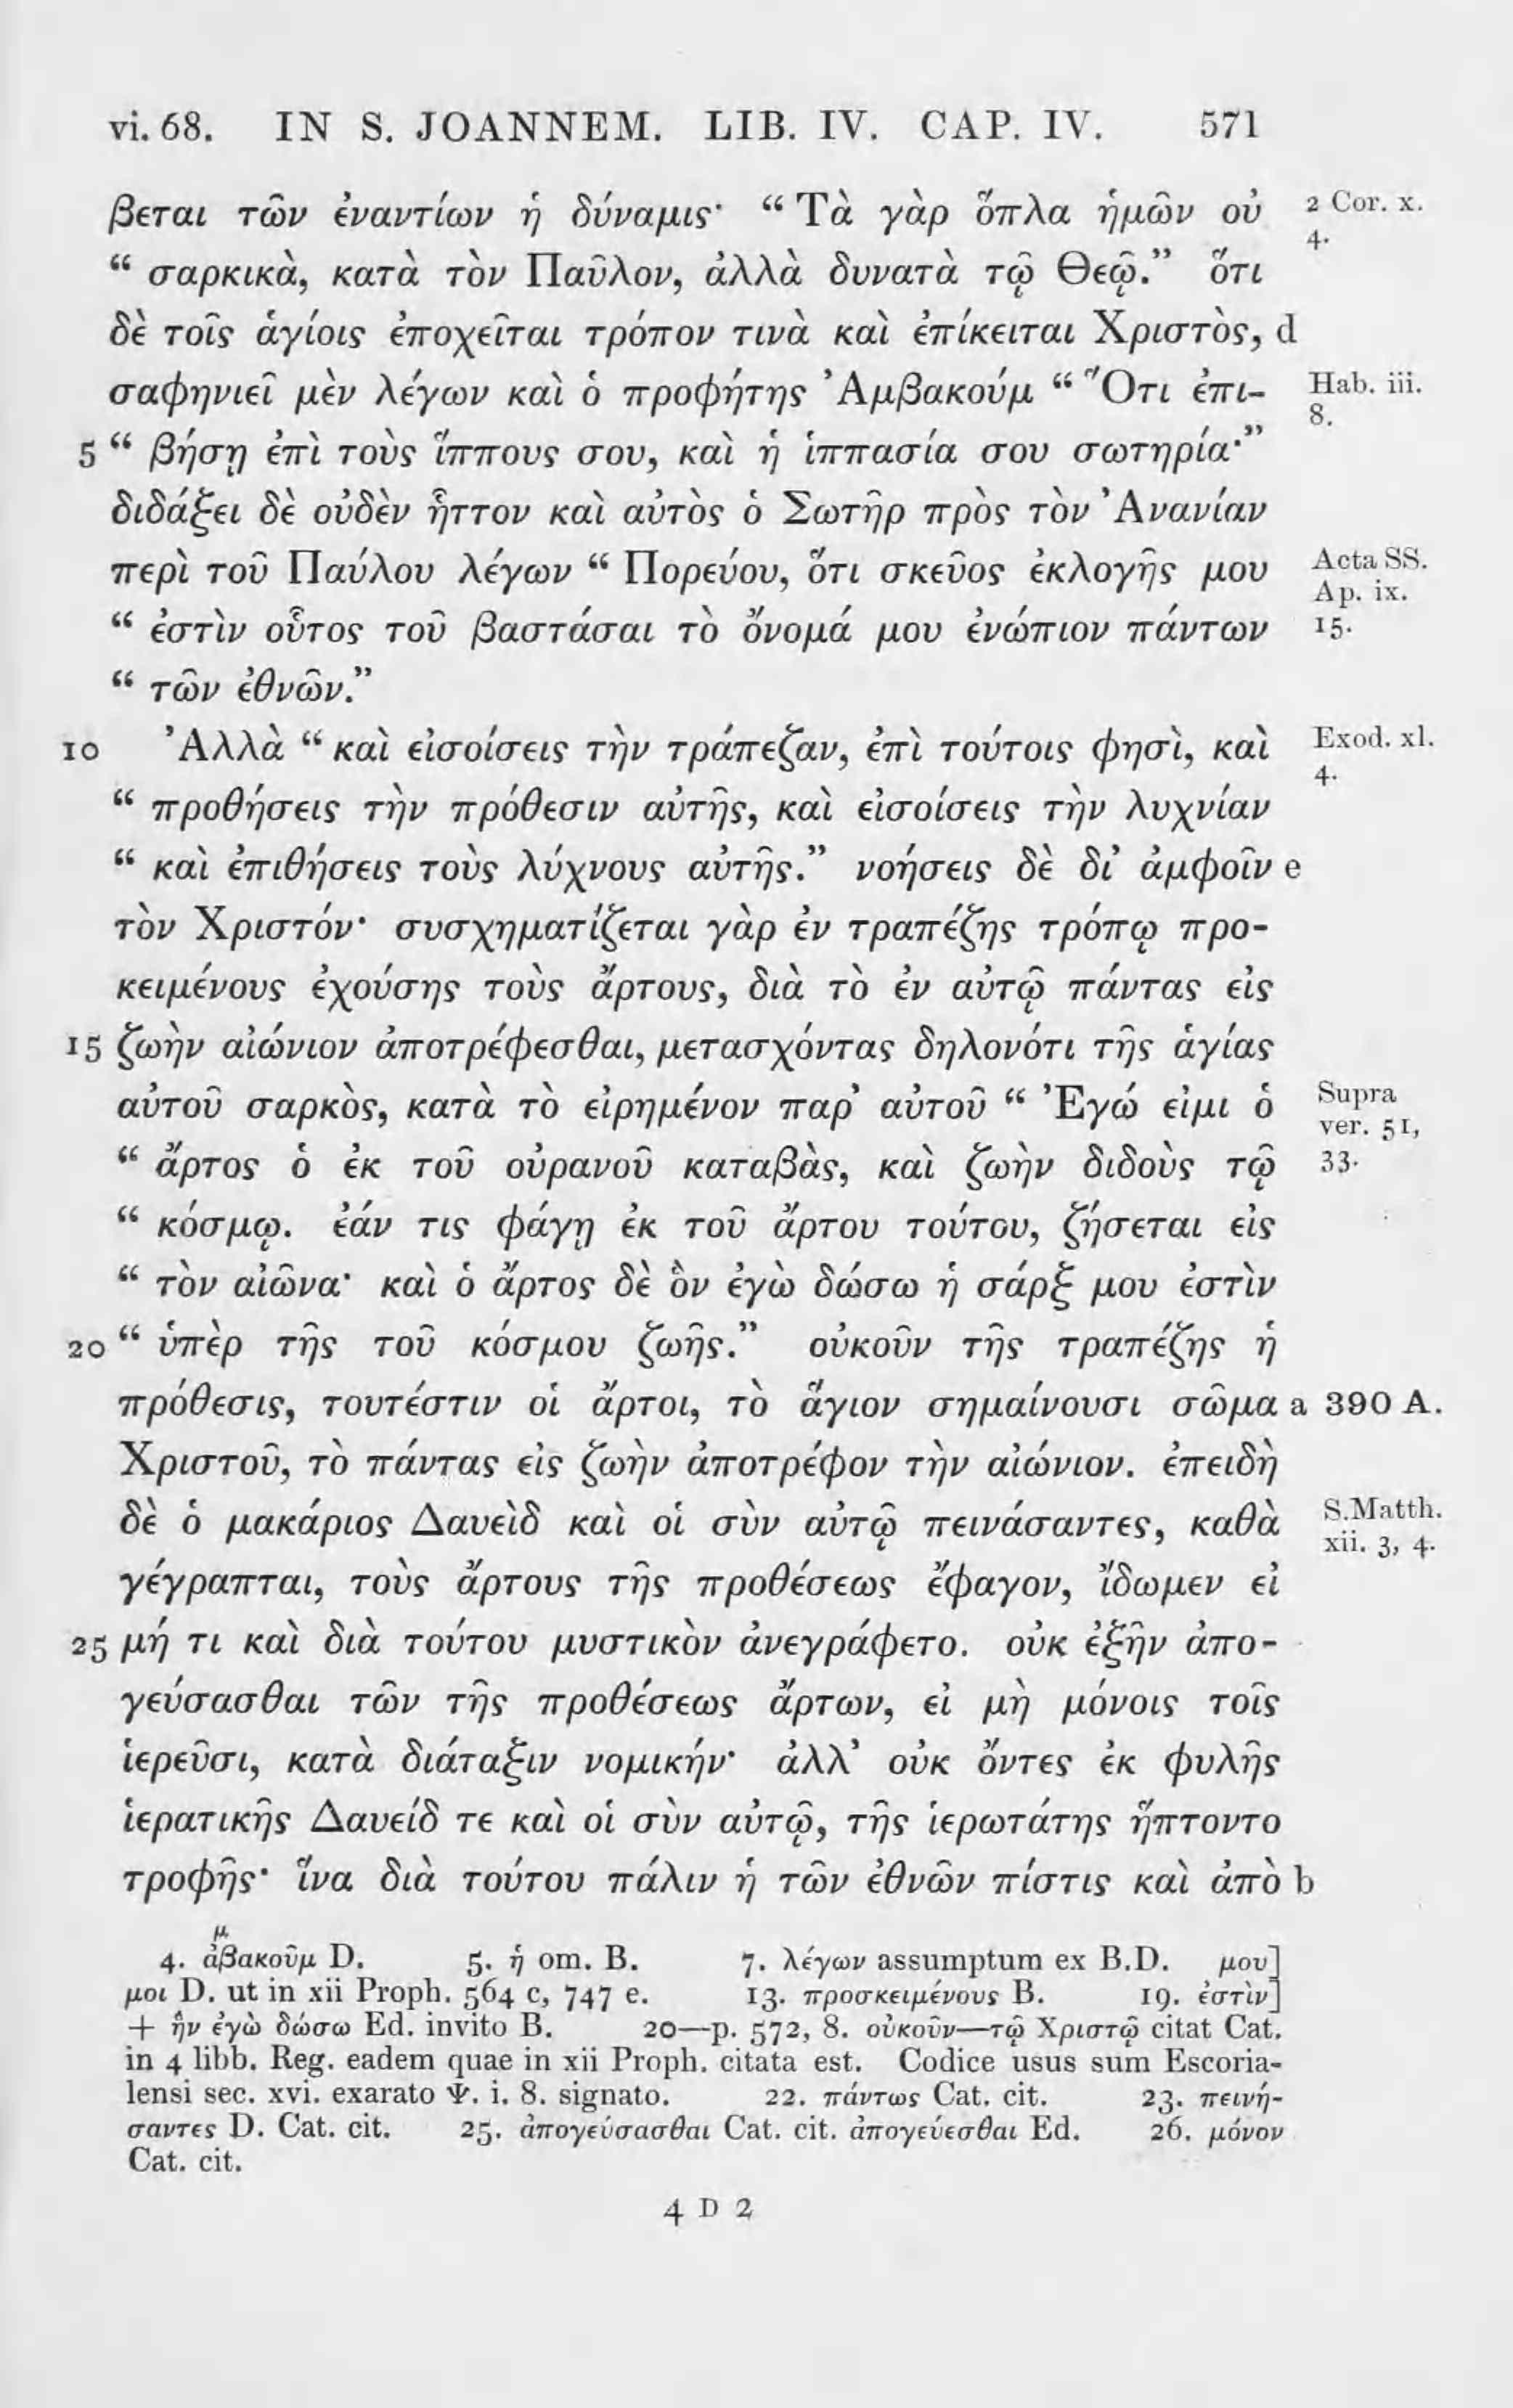 vi. 68. IN S. JOANNEM. LIB. IV. CAP. IV. 571
βεται τῶν ἐναντίων ἡ δύναμις· “ Τὰ γὰρ ὅπλα ἡμῶν οὐ 2 Cor. x.
4.
“ σαρκικὰ, κατὰ τὸν Παῦλον, ἀλλὰ δυνατὰ τῷ Θεῷ.” ὅτι
δὲ τοῖς ἁγίοις ἐποχεῖται τρόπον τινὰ καὶ ἐπίκειται Χριστὸς, d
σαφηνιεῖ μὲν λέγων καὶ ὁ προφήτης Ἀμβακούμ “ Ὅτι ἐπι- Hab. iii.
8.
5 “ βήσῃ ἐπὶ τοὺς ἵππους σου, καὶ ἡ ἱππασία σου σωτηρία·”
διδάξει δὲ οὐδὲν ἧττον καὶ αὐτὸς ὁ Σωτῆρ πρὸς τὸν Ἀνανίαν
περὶ τοῦ Παύλου λέγων “ Πορεύου, ὅτι σκεῦος ἐκλογῆς μου Acta SS.
Ap. ix.
“ ἐστὶν οὗτος τοῦ βαστάσαι τὸ ὄνομά μου ἐνώπιον πάντων 15.
“ τῶν ἐθνῶν.”
10 Ἀλλὰ “ καὶ εἰσοίσεις τὴν τράπεζαν, ἐπὶ τούτοις φησὶ, καὶ Exod. xl.
4.
“ προθήσεις τὴν πρόθεσιν αὐτῆς, καὶ εἰσοίσεις τὴν λυχνίαν
“ καὶ ἐπιθήσεις τοὺς λύχνους αὐτῆς.” νοήσεις δὲ δι’ ἀμφοῖν e
τὸν Χριστόν· συσχηματίζεται γὰρ ἐν τραπέζης τρόπῳ προ-
κειμένους ἐχούσης τοὺς ἄρτους, διὰ τὸ ἐν αὐτῷ πάντας εἰς
15 ζωὴν αἰώνιον ἀποτρέφεσθαι, μετασχόντας δηλονότι τῆς ἁγίας
αὐτοῦ σαρκὸς, κατὰ τὸ εἰρημένον παρ’ αὐτοῦ “ Ἐγώ εἰμι ὁ Supra
ver. 51,
“ ἄρτος ὁ ἐκ τοῦ οὐρανοῦ καταβὰς, καὶ ζωὴν διδοὺς τῷ 33.
“ κόσμῳ. ἐάν τις φάγῃ ἐκ τοῦ ἄρτου τούτου, ζήσεται εἰς
“ τὸν αἰῶνα· καὶ ὁ ἄρτος δὲ ὃν ἐγὼ δώσω ἡ σάρξ μου ἐστὶν
20 “ ὑπὲρ τῆς τοῦ κόσμου ζωῆς.” οὐκοῦν τῆς τραπέζης ἡ
πρόθεσις, τουτέστιν οἱ ἄρτοι, τὸ ἅγιον σημαίνουσι σῶμα a 390 A.
Χριστοῦ, τὸ πάντας εἰς ζωὴν ἀποτρέφον τὴν αἰώνιον. ἐπειδὴ
δὲ ὁ μακάριος Δαυεὶδ καὶ οἱ σὺν αὐτῷ πεινάσαντες, καθὰ S.Matth.
xii. 3, 4.
γέγραπται, τοὺς ἄρτους τῆς προθέσεως ἔφαγον, ἴδωμεν εἰ
25 μή τι καὶ διὰ τούτου μυστικὸν ἀνεγράφετο. οὐκ ἐξῆν ἀπο-
γεύσασθαι τῶν τῆς προθέσεως ἄρτων, εἰ μὴ μόνοις τοῖς
ἱερεῦσι, κατὰ διάταξιν νομικήν· ἀλλ’ οὐκ ὄντες ἐκ φυλῆς
ἱερατικῆς Δαυείδ τε καὶ οἱ σὺν αὐτῷ, τῆς ἱερωτάτης ἥπτοντο
τροφῆς· ἵνα διὰ τούτου πάλιν ἡ τῶν ἐθνῶν πίστις καὶ ἀπὸ b
μ
4. ἀβακοῦμ D. 5. ἡ om. B. 7. λέγων assumptum ex B.D. μου]
μοι D. ut in xii Proph. 564 c, 747 e. 13. προσκειμένους B. 19. ἐστὶν]
+ ἣν ἐγὼ δώσω Ed. invito B. 20—p. 572, 8. οὐκοῦν—τῷ Χριστῷ citat Cat.
in 4 libb. Reg. eadem quae in xii Proph. citata est. Codice usus sum Escoria-
lensi sec. xvi. exarato Ψ. i. 8. signato. 22. πάντως Cat. cit. 23. πεινή-
σαντες D. Cat. cit. 25. ἀπογεύσασθαι Cat. cit. ἀπογεύεσθαι Ed. 26. μόνον
Cat. cit.
4 D 2